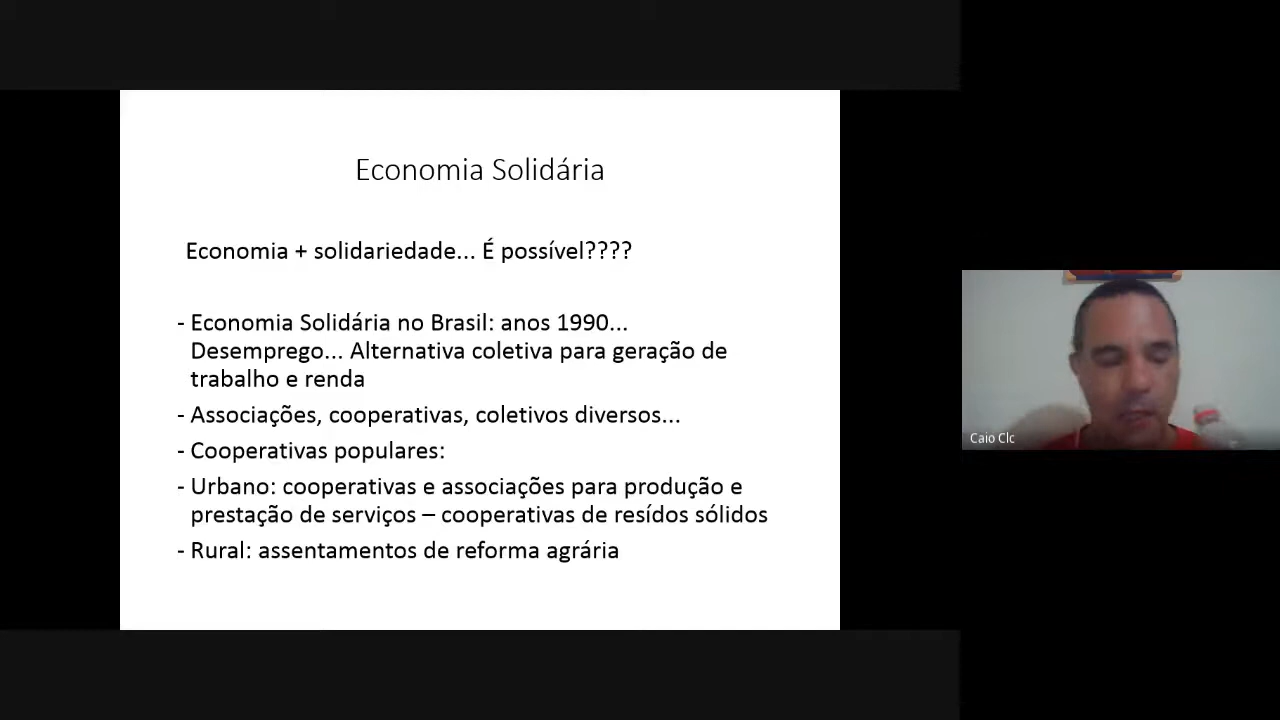 Economia Solidária
Economia + solidariedade... É possível????
- Economia Solidária no Brasil: anos 1990...
Desemprego... Alternativa coletiva para geração de
trabalho e renda
- Associações, cooperativas, coletivos diversos...
- Cooperativas populares:
- Urbano: cooperativas e associações para produção e
prestação de serviços – cooperativas de resídos sólidos
- Rural: assentamentos de reforma agrária
Caio Clc